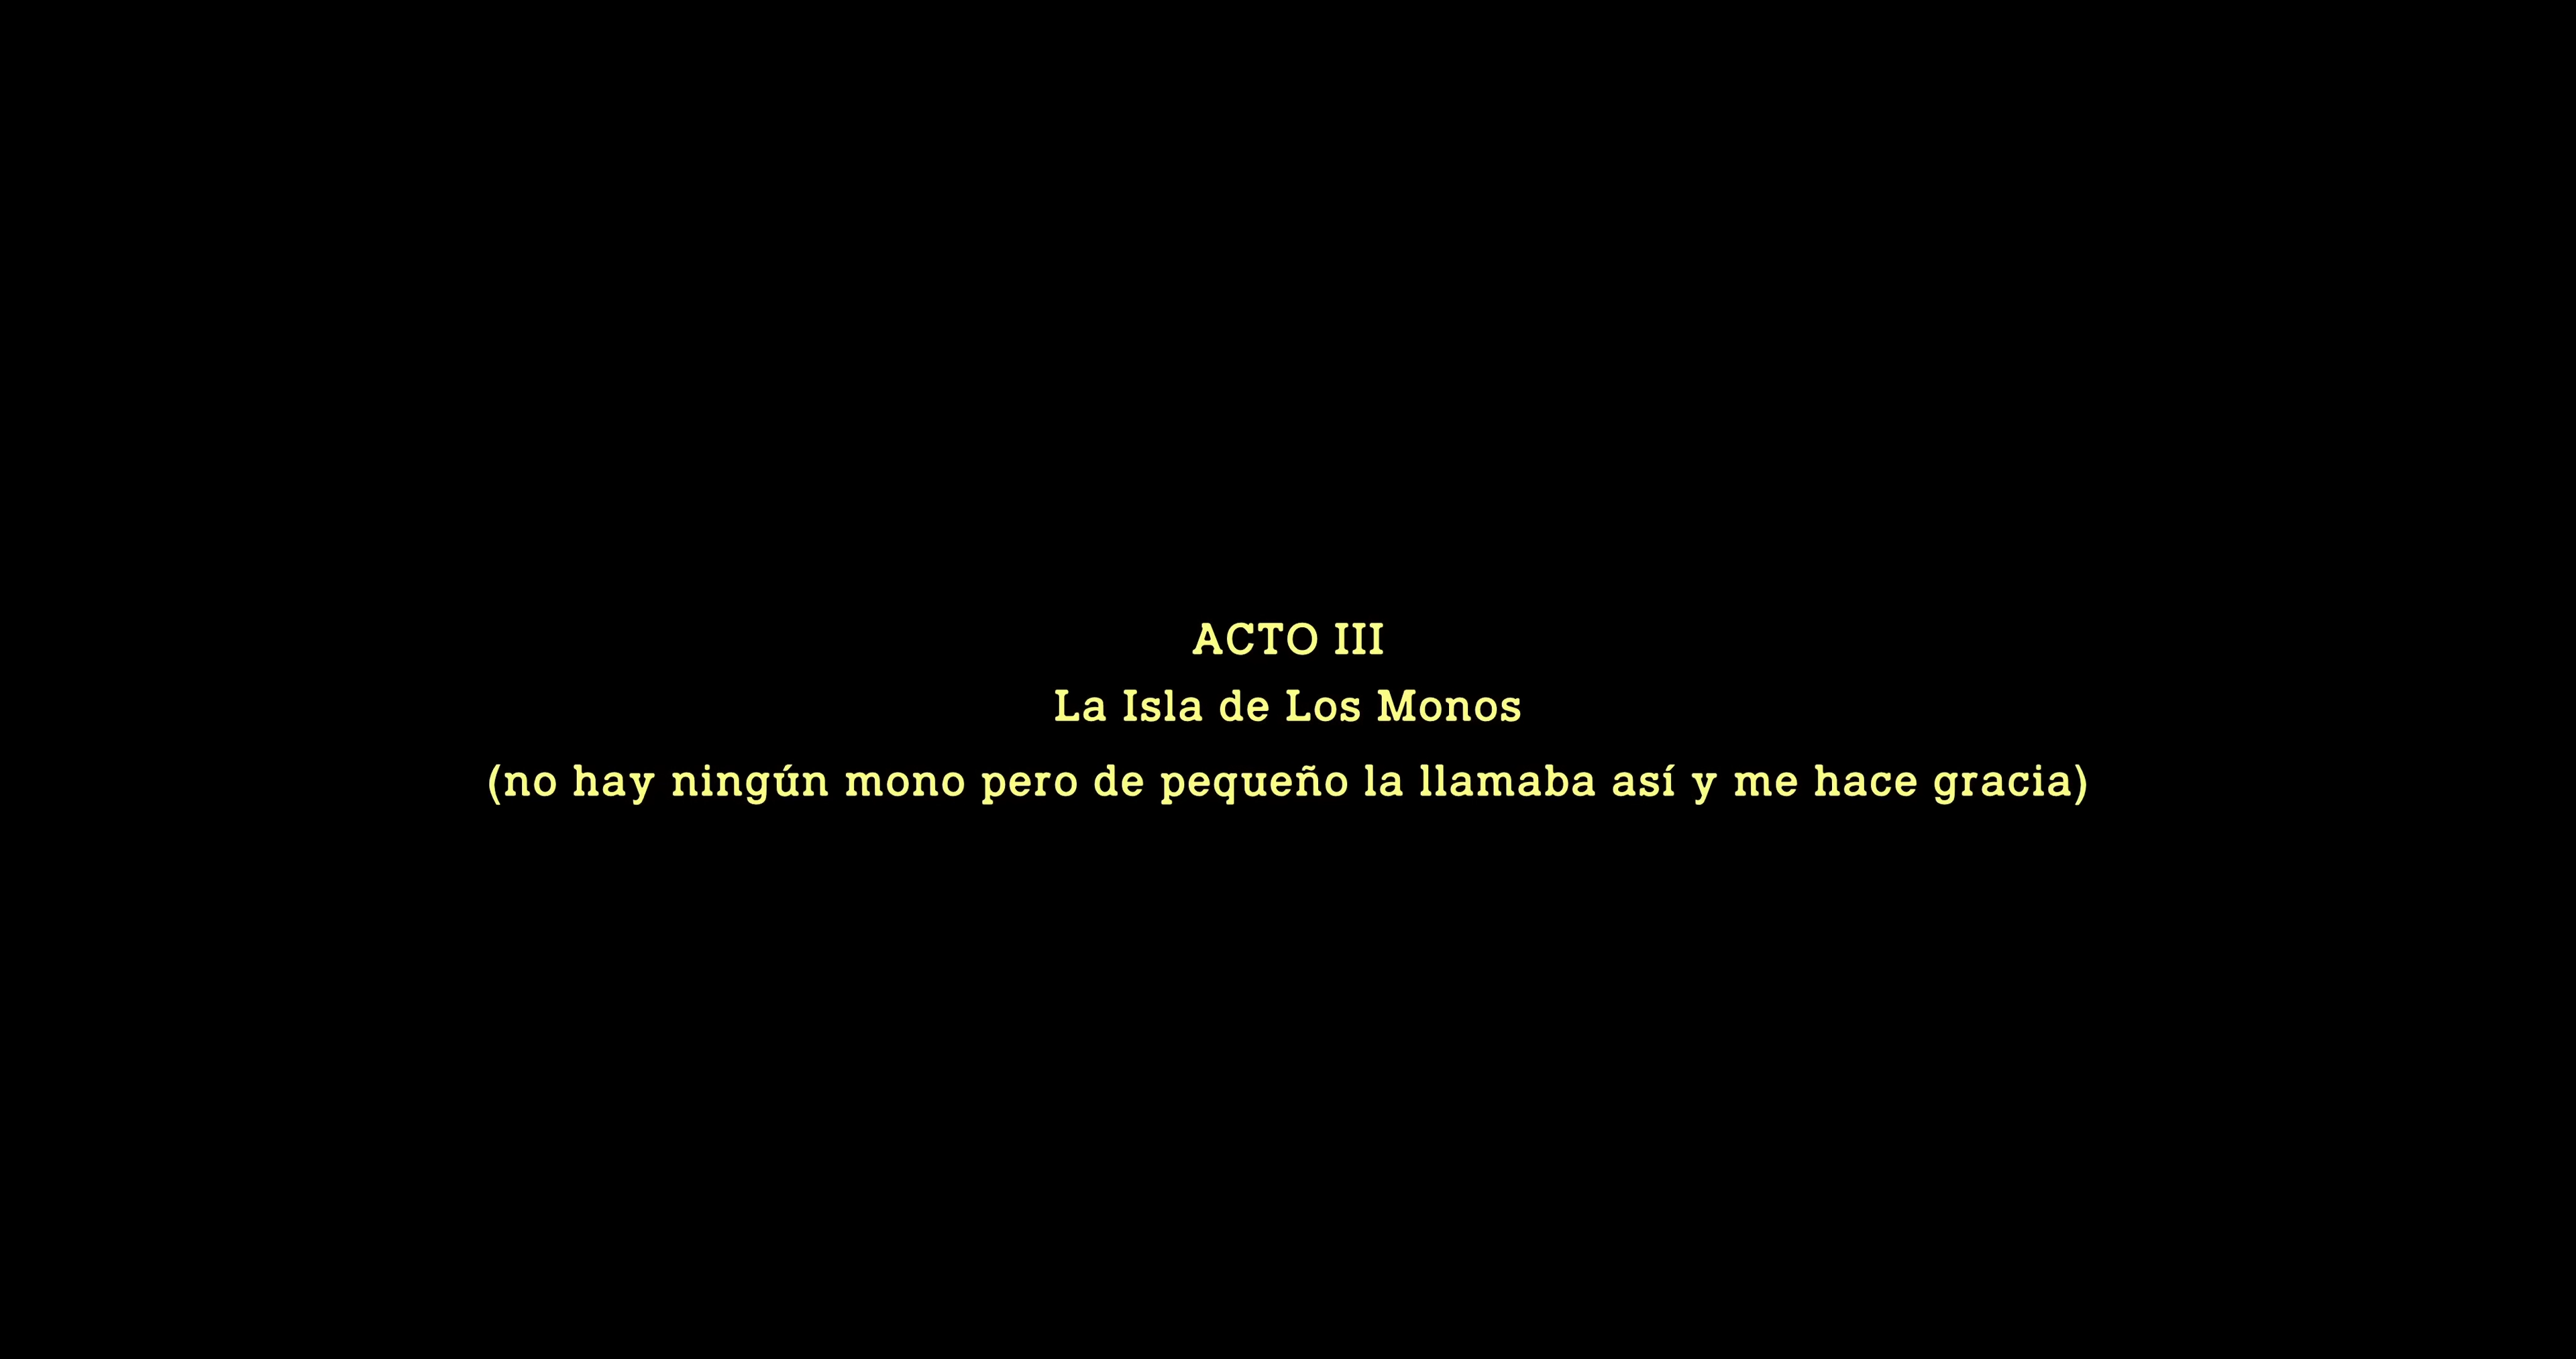 ACTO III
La Isla de Los Monos
(no hay ningún mono pero de pequeño la llamaba así y me hace gracia)